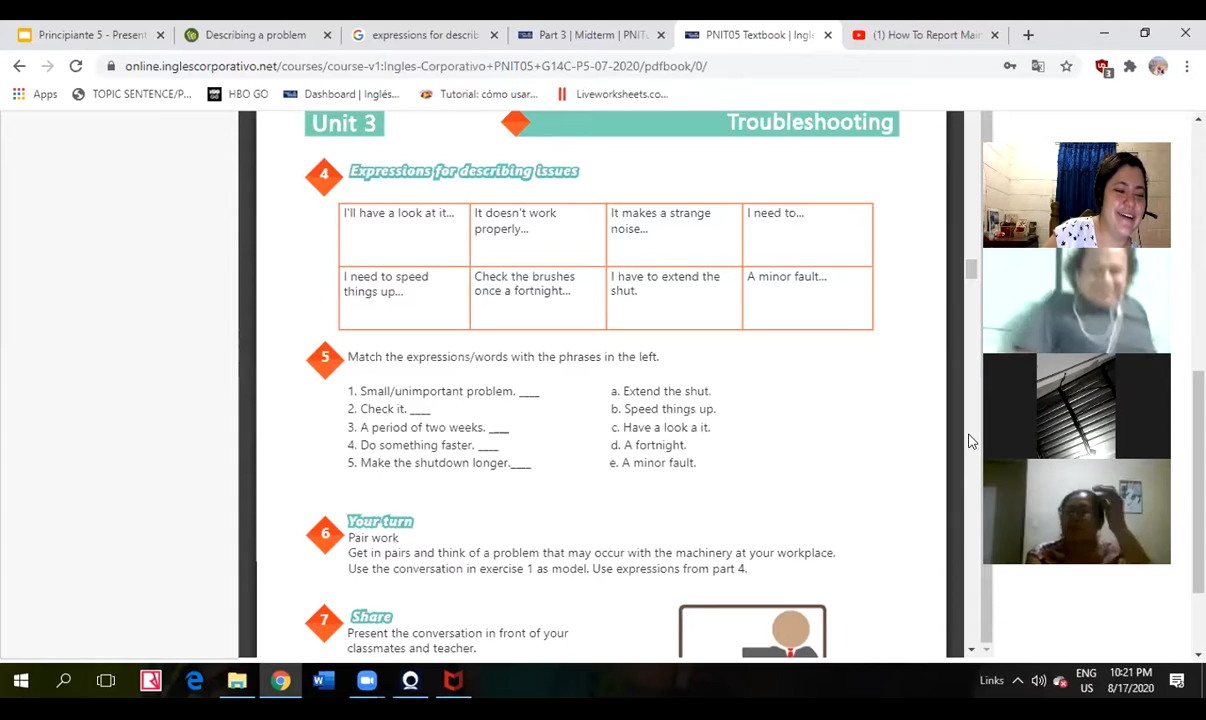 Principiante 5 - Present
Describing a problem
expressions for describ
Part 3 | Midterm | PNIT
PNIT05 Textbook | Ingle
(1) How To Report Main
online.inglescorporativo.net/courses/course-v1:Ingles-Corporativo+PNIT05+G14C-P5-07-2020/pdfbook/0/
Apps
TOPIC SENTENCE/P...
HBO GO
Dashboard | Inglés...
Tutorial: cómo usar...
Liveworksheets.co...
Unit 3
Troubleshooting
4 Expressions for describing issues
I'll have a look at it...
It doesn't work
properly...
It makes a strange
noise...
I need to...
I need to speed
things up...
Check the brushes
once a fortnight...
I have to extend the
shut.
A minor fault...
5 Match the expressions/words with the phrases in the left.
1. Small/unimportant problem. ____ a. Extend the shut.
2. Check it. ____ b. Speed things up.
3. A period of two weeks. ____ c. Have a look a it.
4. Do something faster. ____ d. A fortnight.
5. Make the shutdown longer.____ e. A minor fault.
6 Your turn
Pair work
Get in pairs and think of a problem that may occur with the machinery at your workplace.
Use the conversation in exercise 1 as model. Use expressions from part 4.
7 Share
Present the conversation in front of your
classmates and teacher.
Links
ENG
US
10:21 PM
8/17/2020